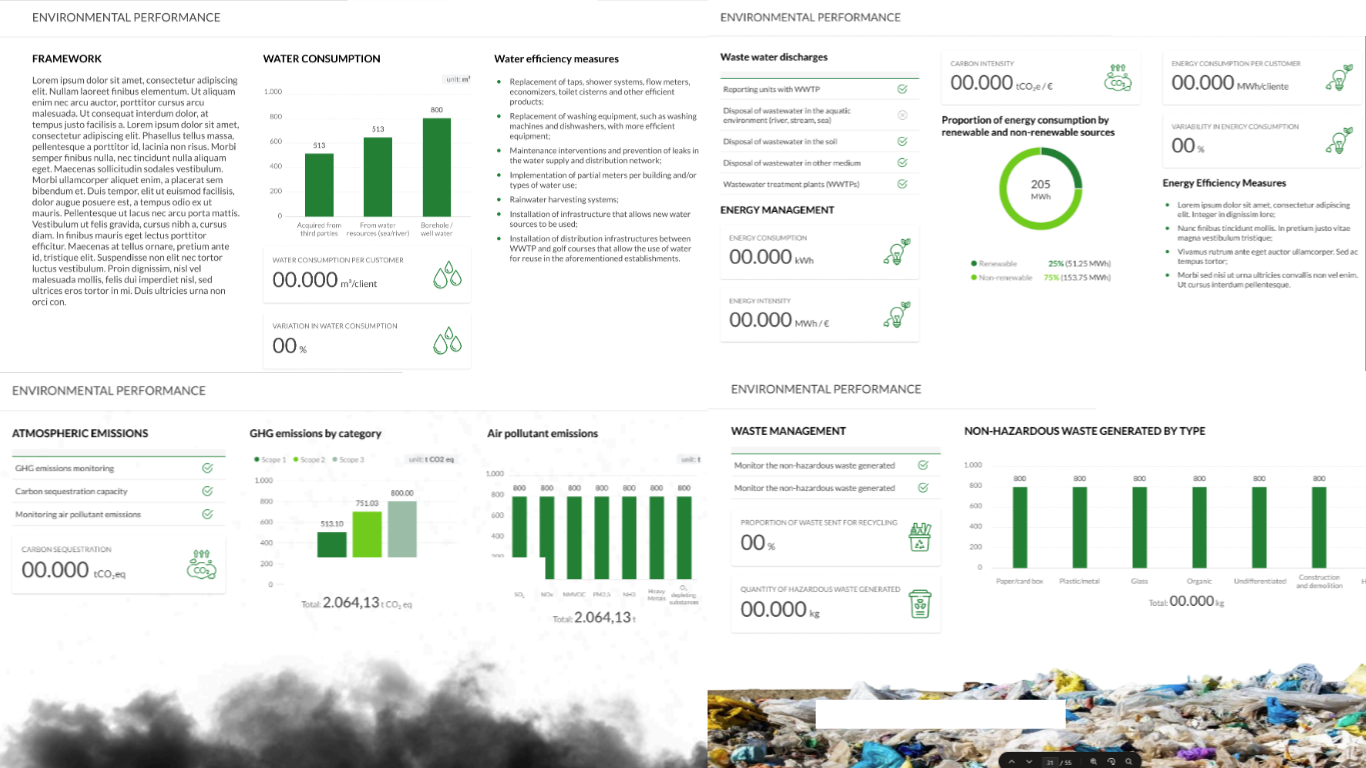 ENVIRONMENTAL PERFORMANCE
FRAMEWORK
Lorem ipsum dolor sit amet, consectetur adipiscing
elit. Nullam laoreet finibus elementum. Ut aliquam
enim nec arcu auctor, porttitor cursus arcu
malesuada. Ut consequat interdum dolor, at
tempus justo facilisis a. Lorem ipsum dolor sit amet,
consectetur adipiscing elit. Phasellus tellus massa,
pellentesque a porttitor id, lacinia non risus. Morbi
semper finibus nulla, nec tincidunt nulla aliquam
eget. Maecenas sollicitudin sodales vestibulum.
Morbi ullamcorper aliquet enim, a placerat sem
bibendum et. Duis tempor, elit ut euismod facilisis,
dolor augue posuere est, a tempus odio ex ut
mauris. Pellentesque ut lacus nec arcu porta mattis.
Vestibulum ut felis gravida, cursus nibh a, cursus
diam. In finibus mauris eget lectus porttitor
efficitur. Maecenas at tellus ornare, pretium ante
id, tristique elit. Suspendisse non elit nec tortor
luctus vestibulum. Proin dignissim, nisl vel
malesuada mollis, felis dui imperdiet nisl, sed
ultrices eros tortor in mi. Duis ultricies urna non
orci con.
WATER CONSUMPTION
unit: m³
1.000
800
600
400
200
0
513
513
800
Acquired from
third parties
From water
resources (sea/river)
Borehole /
well water
WATER CONSUMPTION PER CUSTOMER
00.000 m³/client
VARIATION IN WATER CONSUMPTION
00 %
Water efficiency measures
• Replacement of taps, shower systems, flow meters,
economizers, toilet cisterns and other efficient
products;
• Replacement of washing equipment, such as washing
machines and dishwashers, with more efficient
equipment;
• Maintenance interventions and prevention of leaks in
the water supply and distribution network;
• Implementation of partial meters per building and/or
types of water use;
• Rainwater harvesting systems;
• Installation of infrastructure that allows new water
sources to be used;
• Installation of distribution infrastructures between
WWTP and golf courses that allow the use of water
for reuse in the aforementioned establishments.
ENVIRONMENTAL PERFORMANCE
Waste water discharges
Reporting units with WWTP
Disposal of wastewater in the aquatic
environment (river, stream, sea)
Disposal of wastewater in the soil
Disposal of wastewater in other medium
Wastewater treatment plants (WWTPs)
ENERGY MANAGEMENT
ENERGY CONSUMPTION
00.000 kWh
ENERGY INTENSITY
00.000 MWh / €
CARBON INTENSITY
00.000 tCO₂e / €
CO₂
Proportion of energy consumption by
renewable and non-renewable sources
205
MWh
Renewable 25% (51.25 MWh)
Non-renewable 75% (153.75 MWh)
ENERGY CONSUMPTION PER CUSTOMER
00.000 MWh/cliente
VARIABILITY IN ENERGY CONSUMPTION
00 %
Energy Efficiency Measures
• Lorem ipsum dolor sit amet, consectetur adipiscing
elit. Integer in dignissim lore;
• Nunc finibus tincidunt mollis. In pretium justo vitae
magna vestibulum tristique;
• Vivamus rutrum ante eget auctor ullamcorper. Sed ac
tempus tortor;
• Morbi sed nisi ut urna ultricies convallis non vel enim.
Ut cursus interdum pellentesque.
ENVIRONMENTAL PERFORMANCE
ATMOSPHERIC EMISSIONS
GHG emissions monitoring
Carbon sequestration capacity
Monitoring air pollutant emissions
CARBON SEQUESTRATION
00.000 tCO₂eq
CO₂
GHG emissions by category
Scope 1 Scope 2 Scope 3
unit: t CO2 eq
1.000
800
600
400
200
0
513.10
751.03
800.00
Total: 2.064,13 t CO₂ eq
Air pollutant emissions
unit: t
1.000
800
600
400
200
800 800 800 800 800 800 800
SO₂ NOx NMVOC PM2.5 NH3
Heavy
Metals
O₃
depleting
substances
Total: 2.064,13 t
ENVIRONMENTAL PERFORMANCE
WASTE MANAGEMENT
Monitor the non-hazardous waste generated
Monitor the non-hazardous waste generated
PROPORTION OF WASTE SENT FOR RECYCLING
00 %
QUANTITY OF HAZARDOUS WASTE GENERATED
00.000 kg
NON-HAZARDOUS WASTE GENERATED BY TYPE
1.000
800
600
400
200
0
800 800 800 800 800 800
Paper/card box Plastic/metal Glass Organic Undifferentiated
Construction
and demolition
H
Total: 00.000 kg
31 / 55